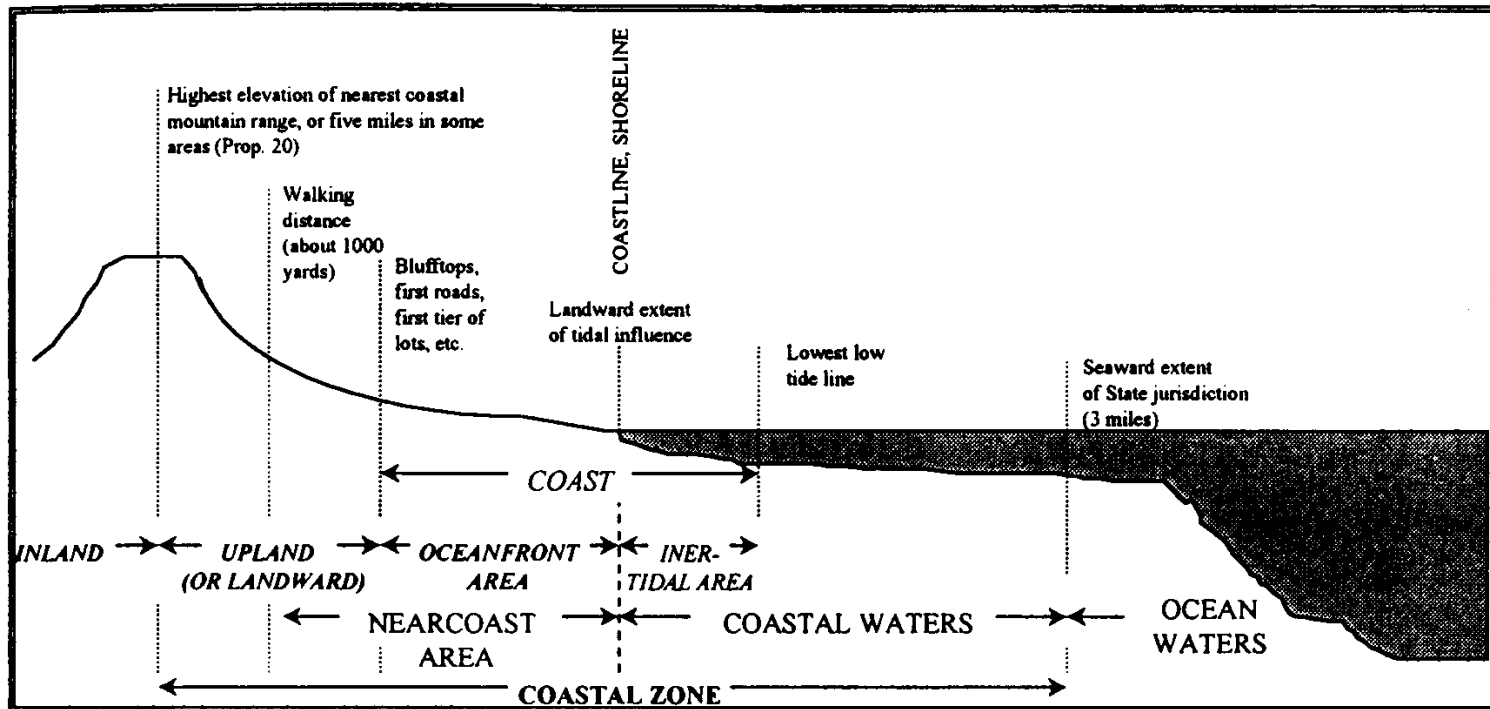 Highest elevation of nearest coastal
mountain range, or five miles in some
areas (Prop. 20)
Walking
distance
(about 1000
yards)
Blufftops,
first roads,
first tier of
lots, etc.
COASTLINE, SHORELINE
Landward extent
of tidal influence
Lowest low
tide line
Seaward extent
of State jurisdiction
(3 miles)
COAST
INLAND
UPLAND
(OR LANDWARD)
OCEANFRONT
AREA
INER-
TIDAL AREA
NEARCOAST
AREA
COASTAL WATERS
OCEAN
WATERS
COASTAL ZONE